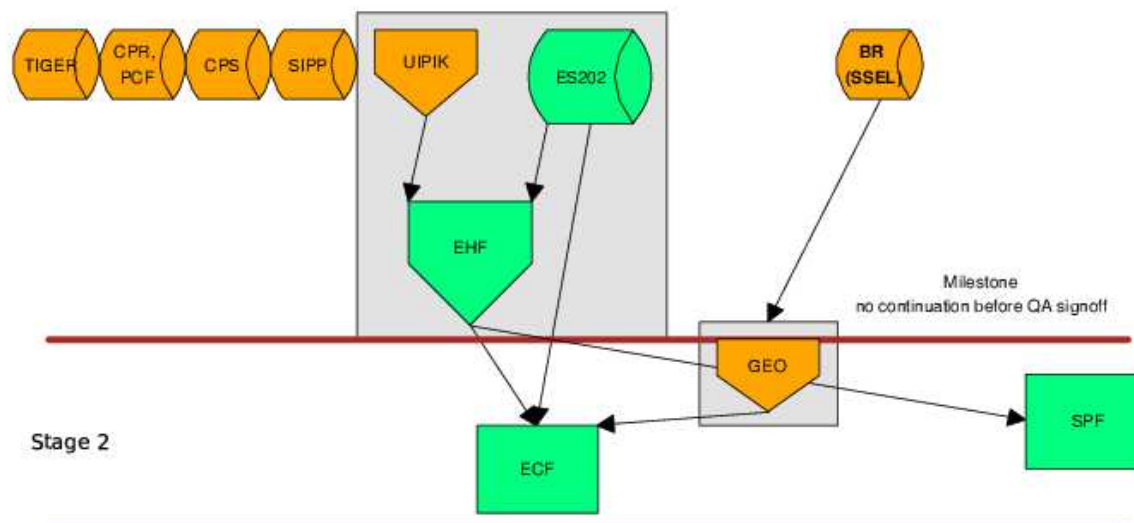 TIGER
CPR,
PCF
CPS
SIPP
UIPIK
ES202
BR
(SSEL)
EHF
Milestone
no continuation before QA signoff
GEO
SPF
Stage 2
ECF